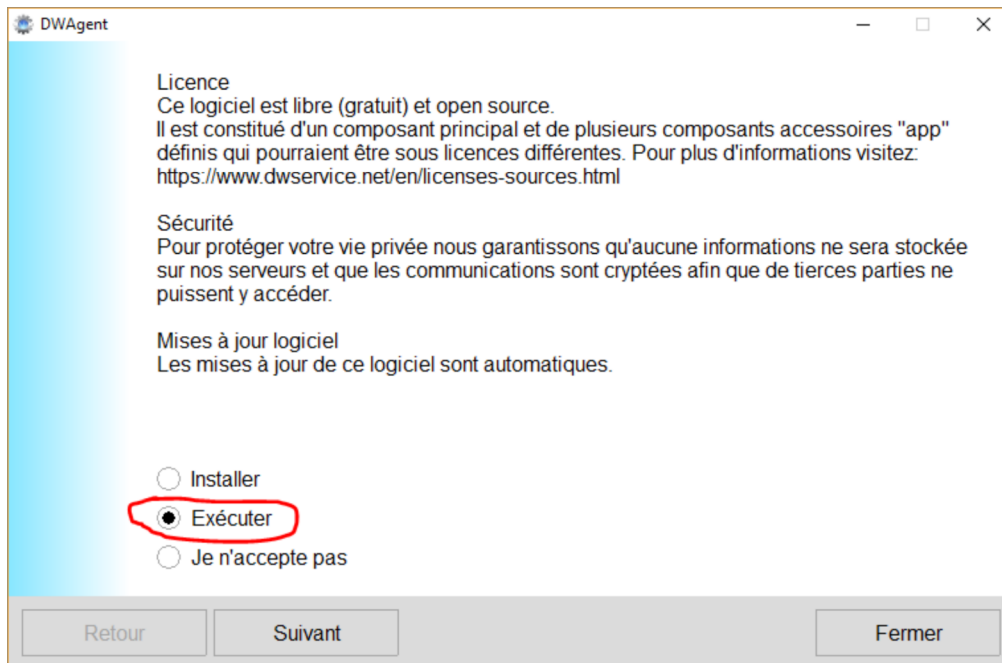 DWAgent
Licence
Ce logiciel est libre (gratuit) et open source.
Il est constitué d'un composant principal et de plusieurs composants accessoires "app"
définis qui pourraient être sous licences différentes. Pour plus d'informations visitez:
https://www.dwservice.net/en/licenses-sources.html
Sécurité
Pour protéger votre vie privée nous garantissons qu'aucune informations ne sera stockée
sur nos serveurs et que les communications sont cryptées afin que de tierces parties ne
puissent y accéder.
Mises à jour logiciel
Les mises à jour de ce logiciel sont automatiques.
Installer
Exécuter
Je n'accepte pas
Retour
Suivant
Fermer